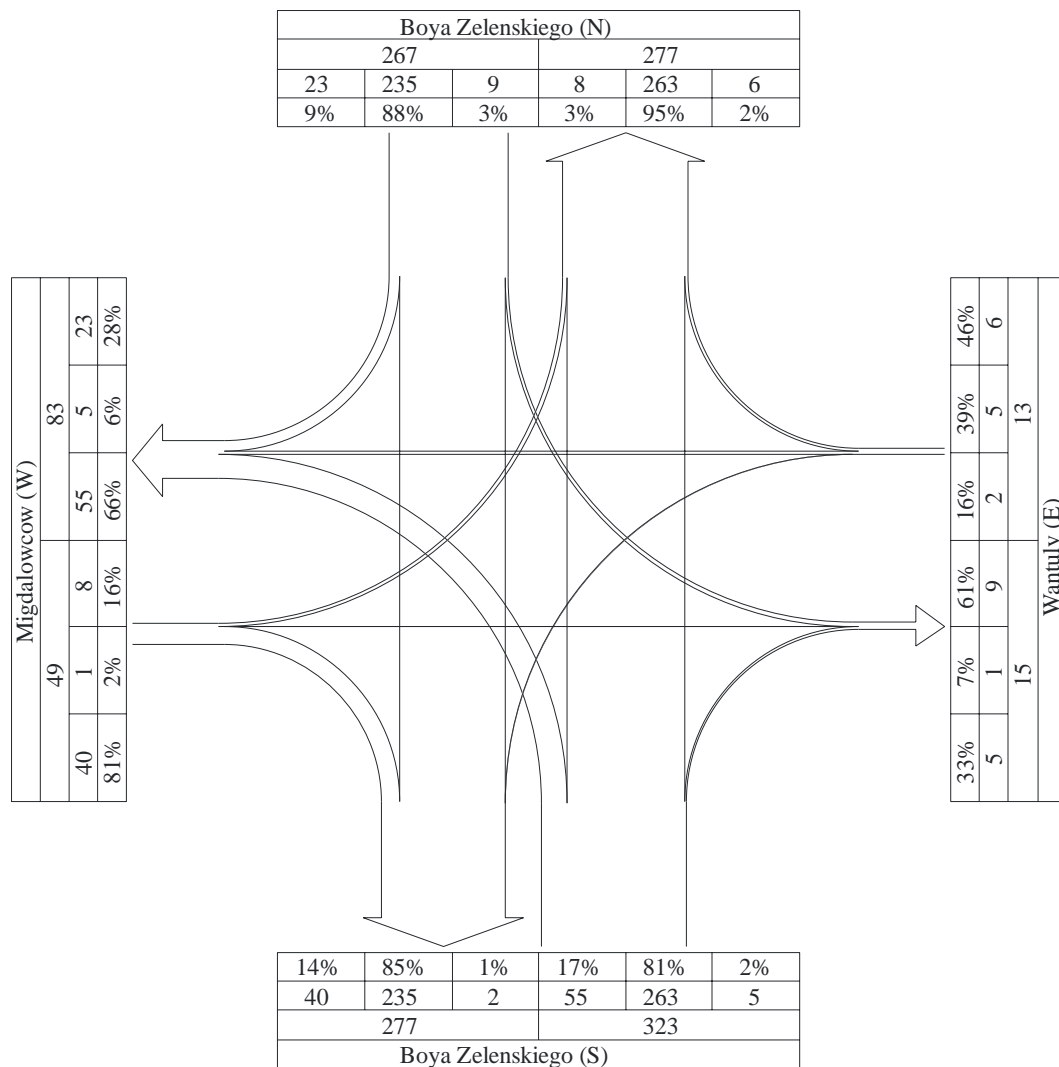 Boya Zelenskiego (N)
267 277
23 235 9 8 263 6
9% 88% 3% 3% 95% 2%
Migdalowcow (W)
83 49
23 5 55 8 1 40
28% 6% 66% 16% 2% 81%
46% 39% 16% 61% 7% 33%
6 5 2 9 1 5
13 15
Wantuly (E)
14% 85% 1% 17% 81% 2%
40 235 2 55 263 5
277 323
Boya Zelenskiego (S)